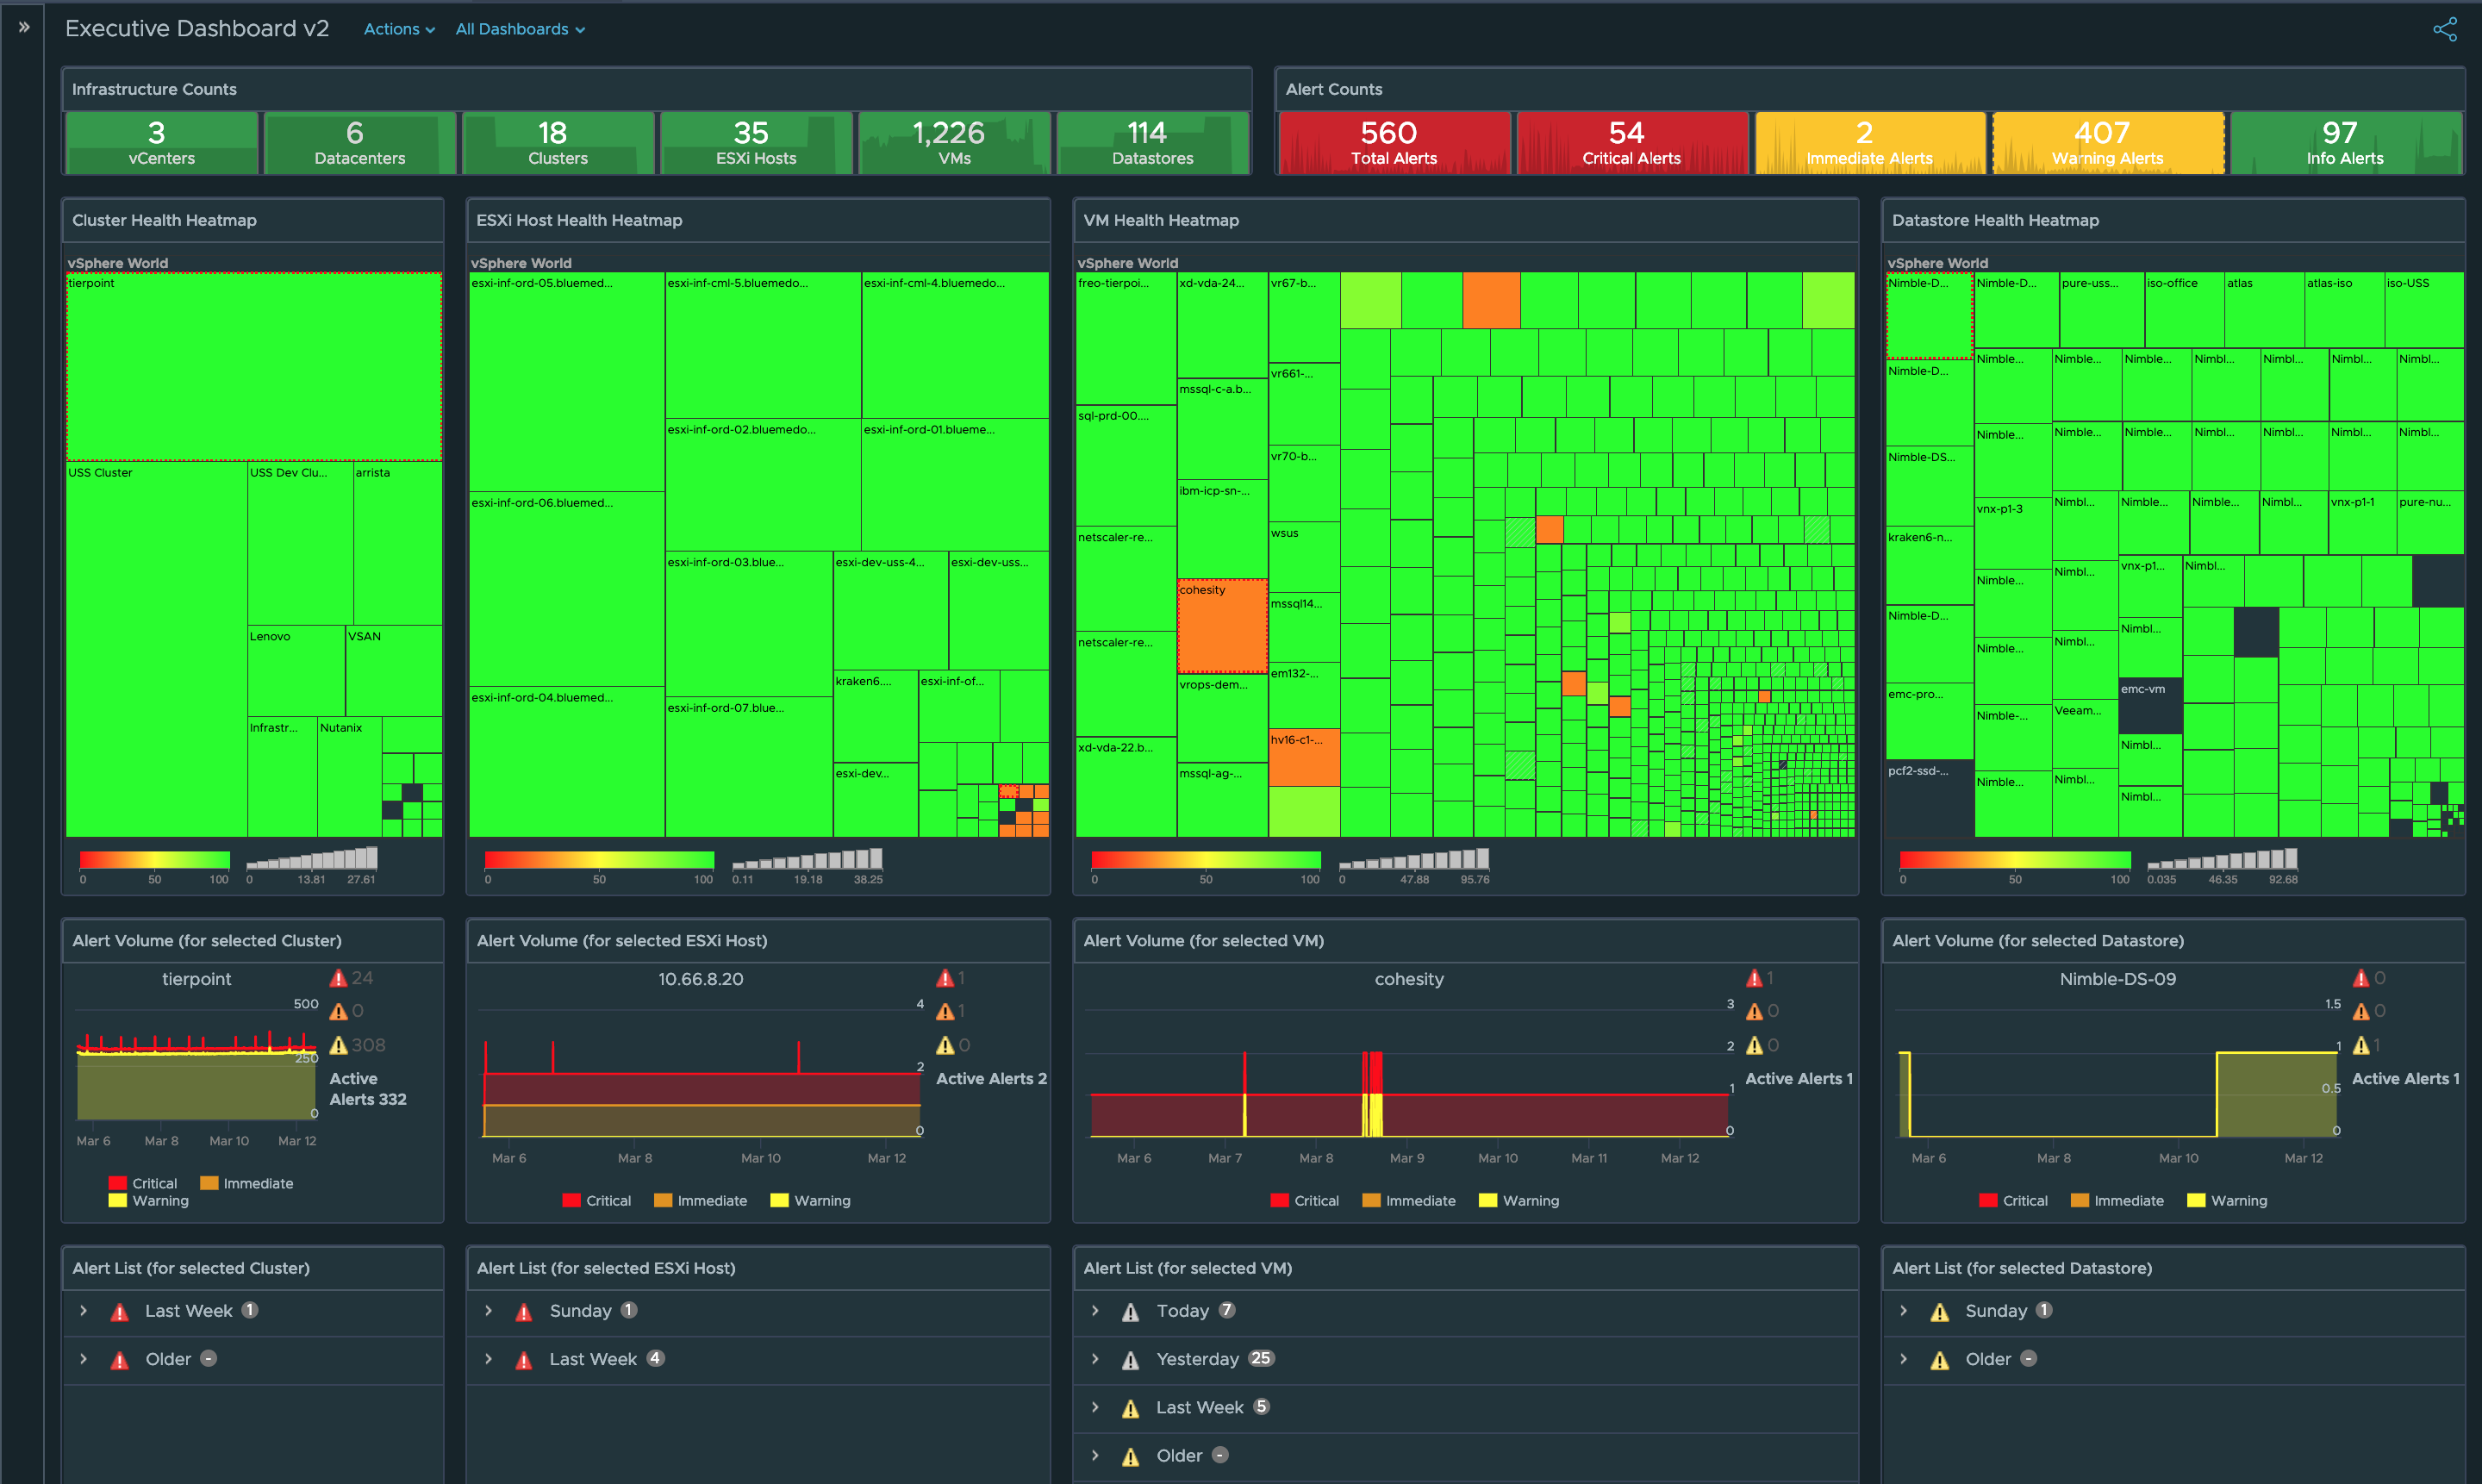 Executive Dashboard v2 Actions All Dashboards
Infrastructure Counts
3 6 18 35 1,226 114
vCenters Datacenters Clusters ESXi Hosts VMs Datastores
Alert Counts
560 54 2 407 97
Total Alerts Critical Alerts Immediate Alerts Warning Alerts Info Alerts
Cluster Health Heatmap
vSphere World
tierpoint
USS Cluster USS Dev Clu... arrista
Lenovo VSAN
Infrastr... Nutanix
0 50 100 0 13.81 27.61
ESXi Host Health Heatmap
vSphere World
esxi-inf-ord-05.bluemed... esxi-inf-cml-5.bluemedo... esxi-inf-cml-4.bluemedo...
esxi-inf-ord-02.bluemedo... esxi-inf-ord-01.blueme...
esxi-inf-ord-06.bluemed...
esxi-inf-ord-03.blue... esxi-dev-uss-4... esxi-dev-uss...
kraken6.... esxi-inf-of...
esxi-inf-ord-04.bluemed...
esxi-inf-ord-07.blue...
esxi-dev...
0 50 100 0.11 19.18 38.25
VM Health Heatmap
vSphere World
freo-tierpoi... xd-vda-24... vr67-b...
vr661-...
mssql-c-a.b...
sql-prd-00....
vr70-b...
ibm-icp-sn-...
netscaler-re... wsus
cohesity
mssql14...
netscaler-re...
em132-...
vrops-dem...
xd-vda-22.b... hv16-c1-...
mssql-ag-...
0 50 100 0 47.88 95.76
Datastore Health Heatmap
vSphere World
Nimble-D... Nimble-D... pure-uss... iso-office atlas atlas-iso iso-USS
Nimble... Nimble... Nimble... Nimbl... Nimbl... Nimbl... Nimbl...
Nimble-D...
Nimble... Nimble... Nimble... Nimbl... Nimbl... Nimbl... Nimbl...
Nimble-DS...
vnx-p1-3 Nimbl... Nimble... Nimble... Nimbl... vnx-p1-1 pure-nu...
kraken6-n...
Nimble... Nimbl... vnx-p1... Nimbl...
Nimble-D...
Nimble... Nimbl... Nimbl...
emc-pro... emc-vm
Nimble-... Veeam...
Nimbl...
pcf2-ssd-...
Nimble... Nimbl...
Nimbl...
0 50 100 0.035 46.35 92.68
Alert Volume (for selected Cluster)
tierpoint
24
0
308
Active
Alerts 332
500
250
0
Mar 6 Mar 8 Mar 10 Mar 12
Critical Immediate
Warning
Alert Volume (for selected ESXi Host)
10.66.8.20
1
1
0
Active Alerts 2
4
2
0
Mar 6 Mar 8 Mar 10 Mar 12
Critical Immediate Warning
Alert Volume (for selected VM)
cohesity
1
0
0
Active Alerts 1
3
2
1
0
Mar 6 Mar 7 Mar 8 Mar 9 Mar 10 Mar 11 Mar 12
Critical Immediate Warning
Alert Volume (for selected Datastore)
Nimble-DS-09
0
0
1
Active Alerts 1
1.5
1
0.5
0
Mar 6 Mar 8 Mar 10 Mar 12
Critical Immediate Warning
Alert List (for selected Cluster)
Last Week 1
Older -
Alert List (for selected ESXi Host)
Sunday 1
Last Week 4
Alert List (for selected VM)
Today 7
Yesterday 25
Last Week 5
Older -
Alert List (for selected Datastore)
Sunday 1
Older -